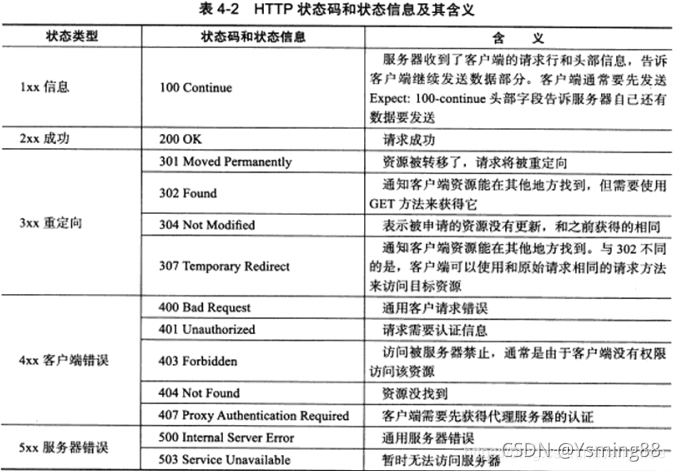 表 4-2 HTTP 状态码和状态信息及其含义
状态类型 状态码和状态信息 含 义
1xx 信息 100 Continue 服务器收到了客户端的请求行和头部信息，告诉
客户端继续发送数据部分。客户端通常要先发送
Expect: 100-continue 头部字段告诉服务器自己还有
数据要发送
2xx 成功 200 OK 请求成功
3xx 重定向 301 Moved Permanently 资源被转移了，请求将被重定向
302 Found 通知客户端资源能在其他地方找到，但需要使用
GET 方法来获得它
304 Not Modified 表示被申请的资源没有更新，和之前获得的相同
307 Temporary Redirect 通知客户端资源能在其他地方找到。与 302 不同
的是，客户端可以使用和原始请求相同的请求方法
来访问目标资源
4xx 客户端错误 400 Bad Request 通用客户请求错误
401 Unauthorized 请求需要认证信息
403 Forbidden 访问被服务器禁止，通常是由于客户端没有权限
访问该资源
404 Not Found 资源没找到
407 Proxy Authentication Required 客户端需要先获得代理服务器的认证
5xx 服务器错误 500 Internal Server Error 通用服务器错误
503 Service Unavailable 暂时无法访问服务器
CSDN @Ysming88